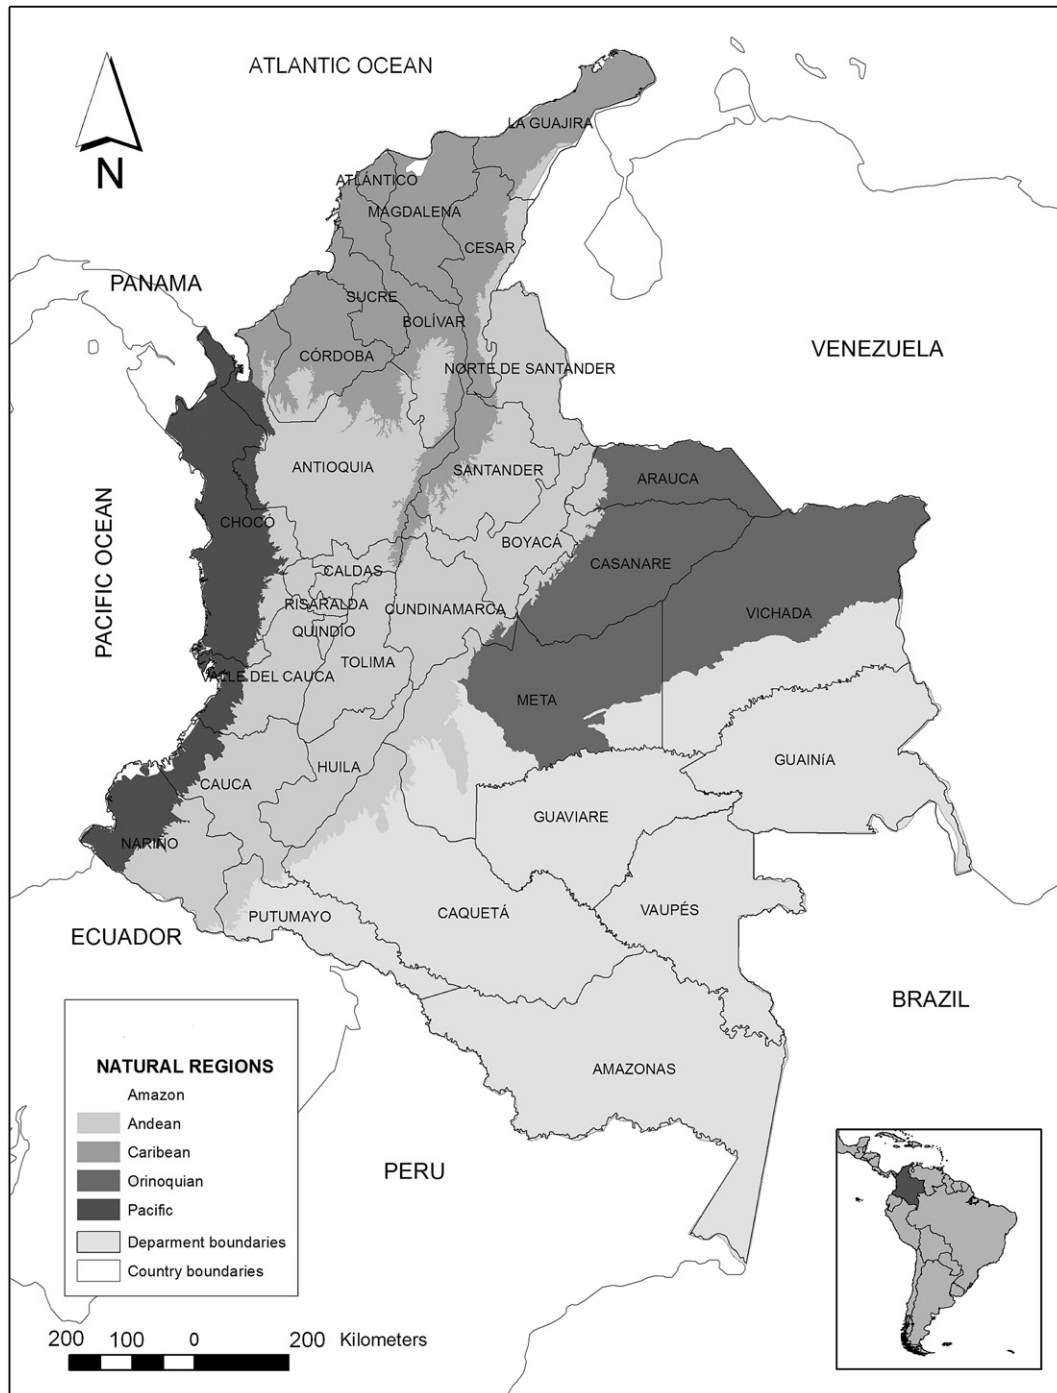 ATLANTIC OCEAN
N
LA GUAJIRA
ATLÁNTICO
MAGDALENA
CESAR
PANAMA
SUCRE
BOLÍVAR
VENEZUELA
CÓRDOBA
NORTE DE SANTANDER
ANTIOQUIA
SANTANDER
ARAUCA
PACIFIC OCEAN
CHOCÓ
BOYACÁ
CASANARE
CALDAS
RISARALDA
CUNDINAMARCA
VICHADA
QUINDÍO
TOLIMA
VALLE DEL CAUCA
META
GUAINíA
HUILA
CAUCA
GUAVIARE
NARIÑO
CAQUETÁ
VAUPÉS
PUTUMAYO
ECUADOR
BRAZIL
AMAZONAS
PERU
NATURAL REGIONS
Amazon
Andean
Caribean
Orinoquian
Pacific
Deparment boundaries
Country boundaries
200 100 0 200 Kilometers